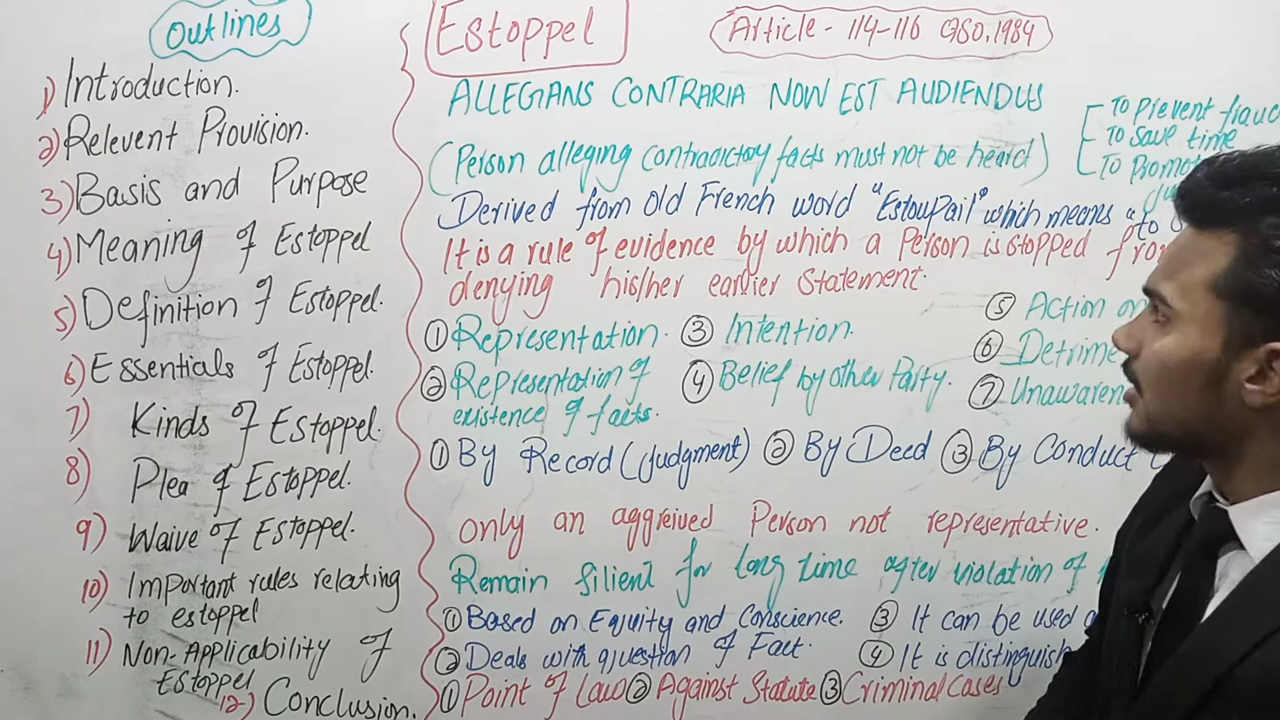 Outlines
1) Introduction.
2) Relevent Provision.
3) Basis and Purpose
4) Meaning of Estoppel
5) Definition of Estoppel.
6) Essentials of Estoppel.
7) Kinds of Estoppel.
8) Plea of Estoppel.
9) Waive of Estoppel.
10) Important rules relating
to estoppel
11) Non-Applicability of
Estoppel
12) Conclusion.
Estoppel
Article - 114-116 QSO, 1984
ALLEGANS CONTRARIA NOW EST AUDIENDUS
(Person alleging contradictory facts must not be heard)
To Prevent frau
To save time
To Promot
Derived from old French word "Estoupail" which means "to
It is a rule of evidence by which a Person is stopped from
denying his/her earlier Statement.
① Representation. ③ Intention. ⑤ Action on
② Representation of ④ Belief by other Party. ⑥ Detrime
existence of facts. ⑦ Unawaren
① By Record (Judgment) ② By Deed ③ By Conduct
only an aggreived Person not representative.
Remain Silient for long time after violation of
① Based on Equity and Conscience. ③ It can be used a
② Deals with question of Fact. ④ It is distinguish
① Point of Law ② Against Statute ③ Criminal Cases